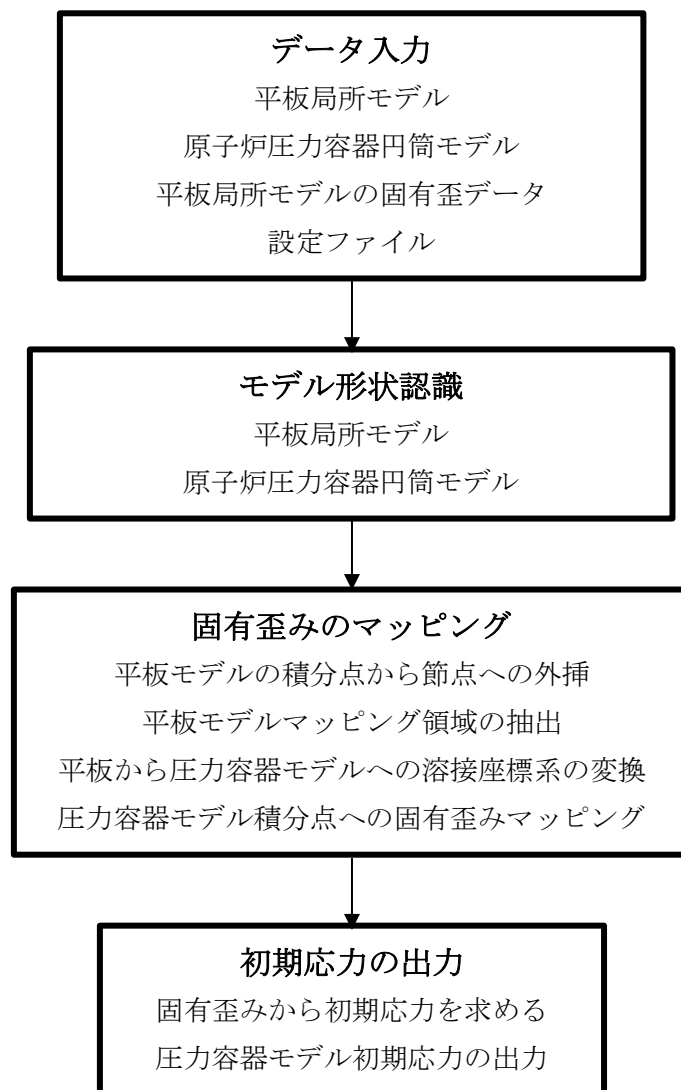 データ入力
平板局所モデル
原子炉圧力容器円筒モデル
平板局所モデルの固有歪データ
設定ファイル
モデル形状認識
平板局所モデル
原子炉圧力容器円筒モデル
固有歪みのマッピング
平板モデルの積分点から節点への外挿
平板モデルマッピング領域の抽出
平板から圧力容器モデルへの溶接座標系の変換
圧力容器モデル積分点への固有歪みマッピング
初期応力の出力
固有歪みから初期応力を求める
圧力容器モデル初期応力の出力